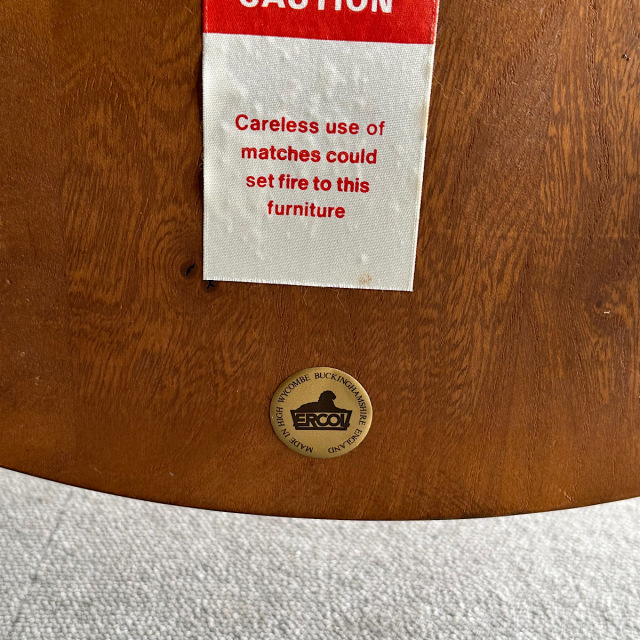 CAUTION
Careless use of
matches could
set fire to this
furniture
MADE IN HIGH WYCOMBE BUCKINGHAMSHIRE ENGLAND
ERCOL